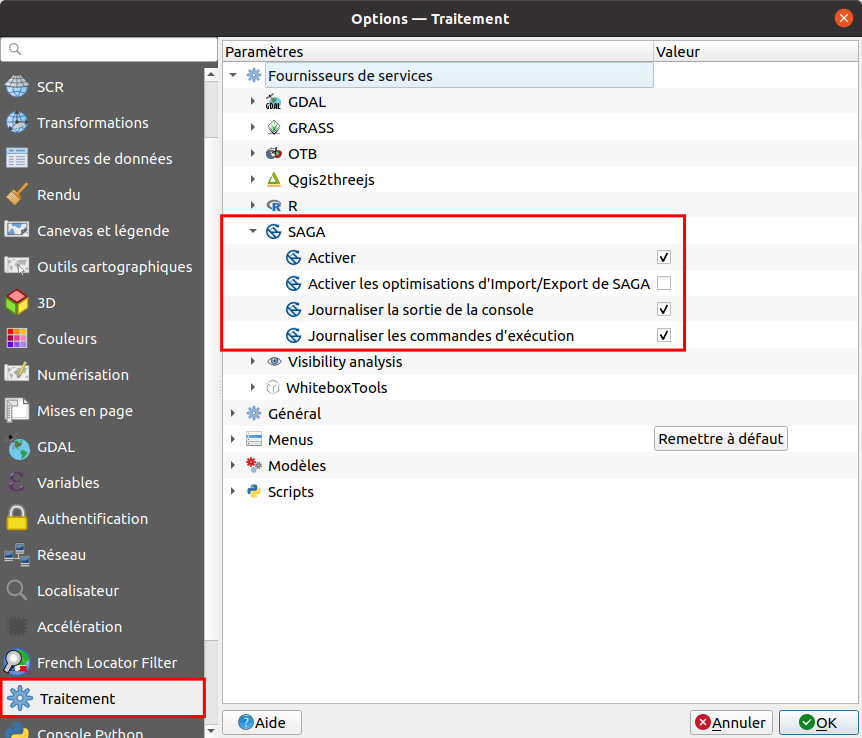 Options — Traitement
SCR
Transformations
Sources de données
Rendu
Canevas et légende
Outils cartographiques
3D
Couleurs
Numérisation
Mises en page
GDAL
Variables
Authentification
Réseau
Localisateur
Accélération
French Locator Filter
Traitement
Console Python
Paramètres Valeur
Fournisseurs de services
GDAL
GRASS
OTB
Qgis2threejs
R
SAGA
Activer
Activer les optimisations d'Import/Export de SAGA
Journaliser la sortie de la console
Journaliser les commandes d'exécution
Visibility analysis
WhiteboxTools
Général
Menus Remettre à défaut
Modèles
Scripts
Aide Annuler OK